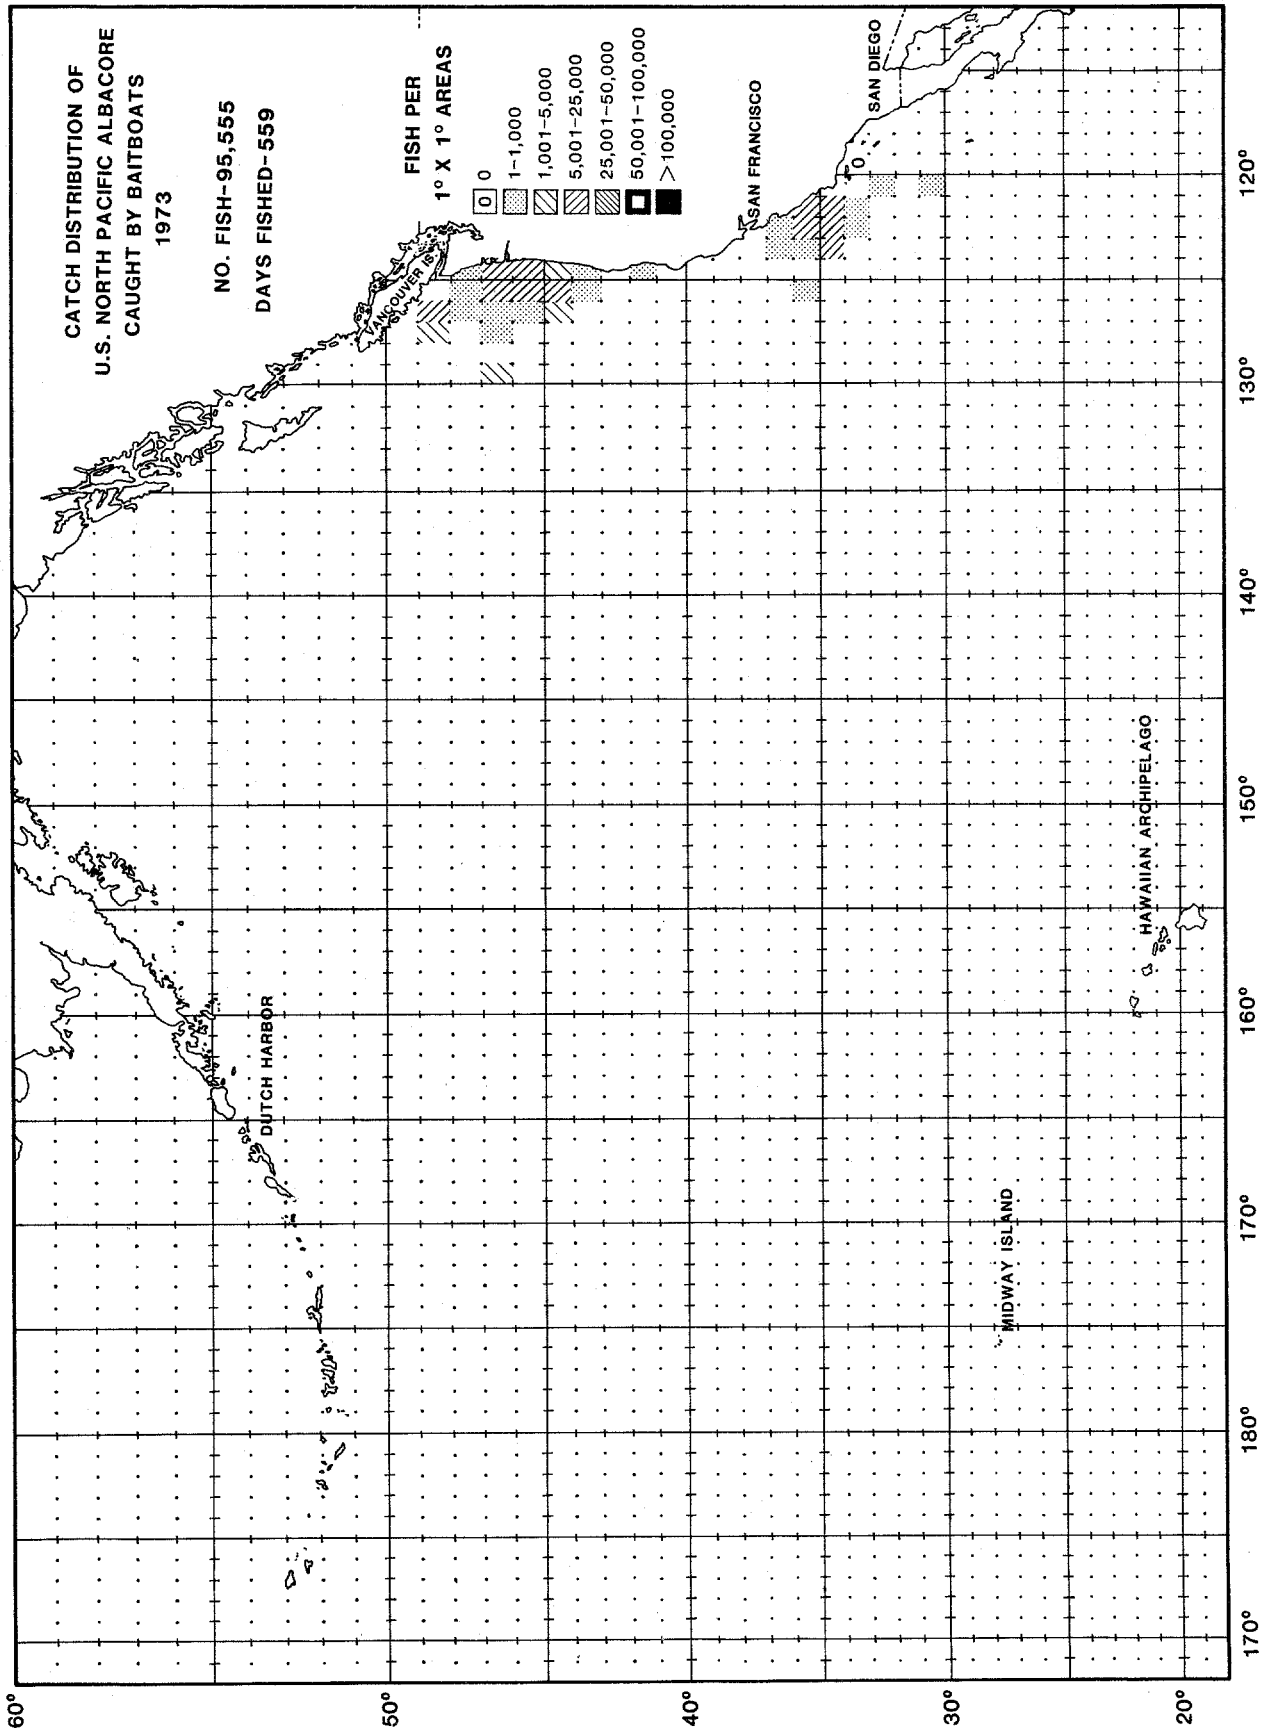 CATCH DISTRIBUTION OF
U.S. NORTH PACIFIC ALBACORE
CAUGHT BY BAITBOATS
1973
NO. FISH-95,555
DAYS FISHED-559
FISH PER
1° X 1° AREAS
0 0
1-1,000
1,001-5,000
5,001-25,000
25,001-50,000
50,001-100,000
>100,000
VANCOUVER IS.
SAN FRANCISCO
SAN DIEGO
0
DUTCH HARBOR
MIDWAY ISLAND
HAWAIIAN ARCHIPELAGO
60°
50°
40°
30°
20°
170°
180°
170°
160°
150°
140°
130°
120°